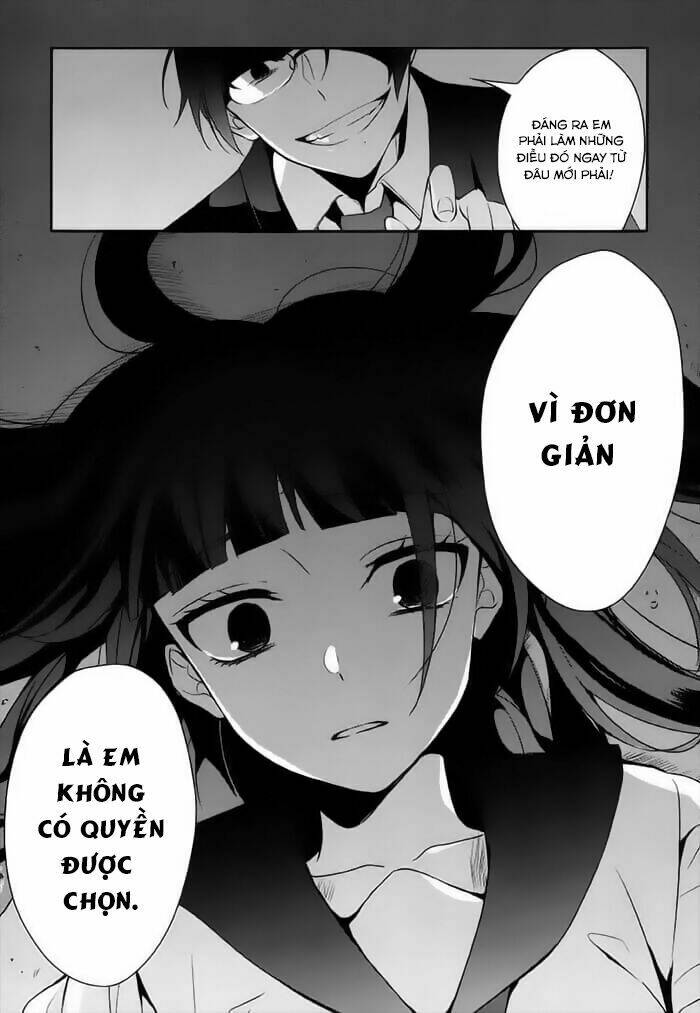 ĐÁNG RA EM
PHẢI LÀM NHỮNG
ĐIỀU ĐÓ NGAY TỪ
ĐẦU MỚI PHẢI!
VÌ ĐƠN
GIẢN
LÀ EM
KHÔNG
CÓ QUYỀN
ĐƯỢC
CHỌN.